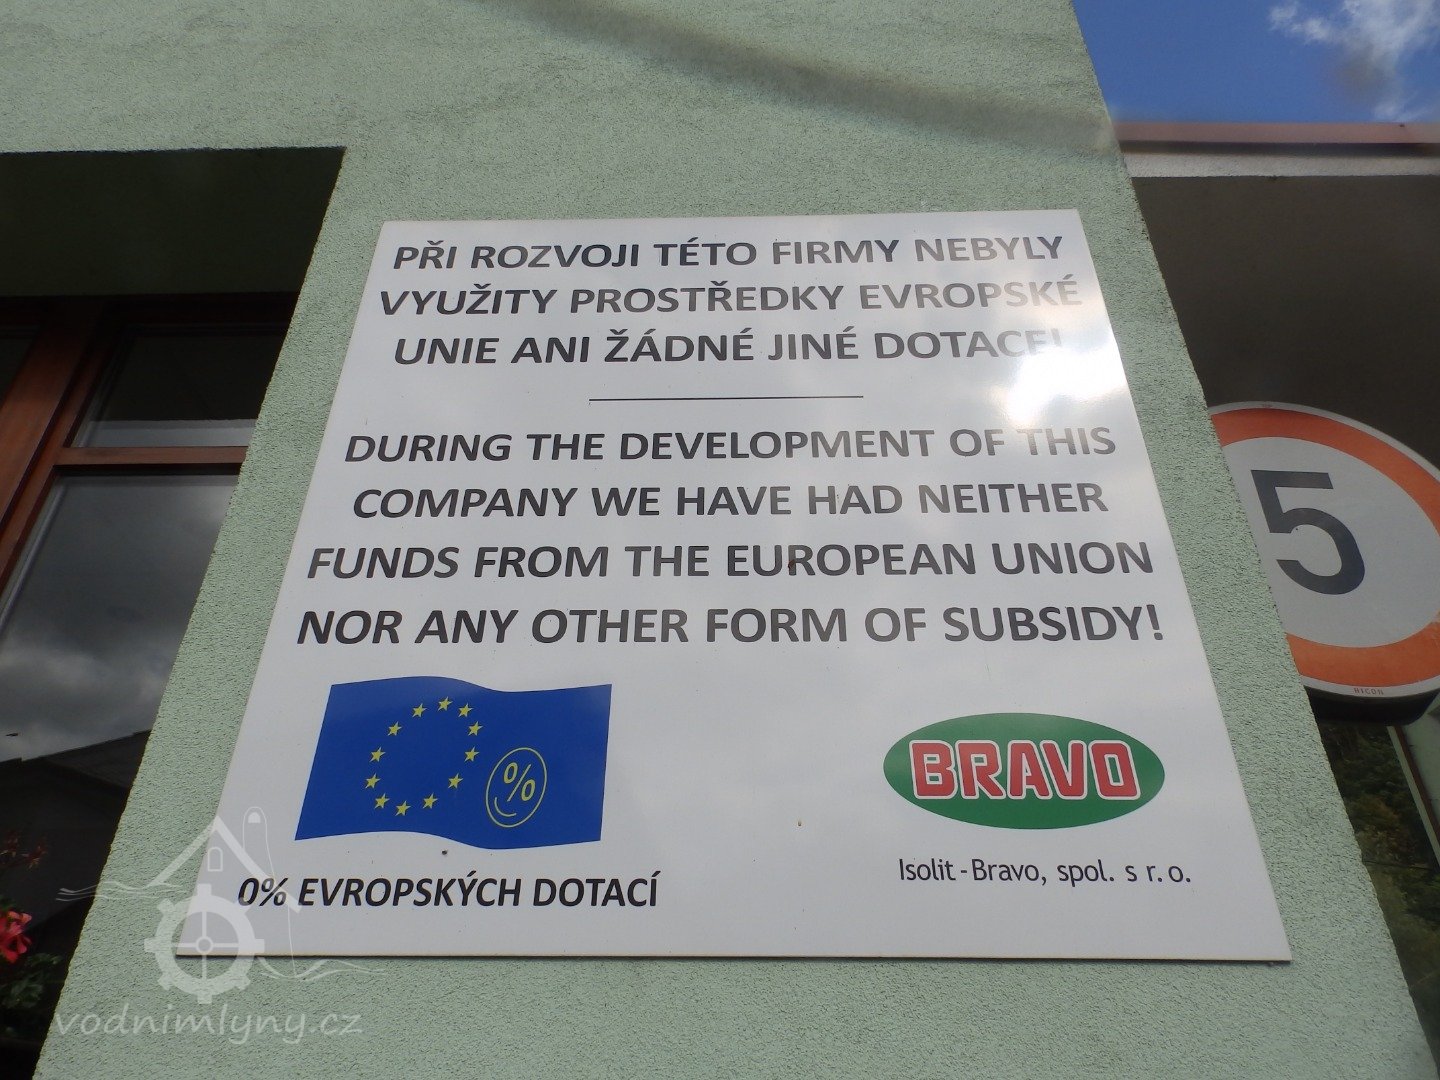 PŘI ROZVOJI TÉTO FIRMY NEBYLY
VYUŽITY PROSTŘEDKY EVROPSKÉ
UNIE ANI ŽÁDNÉ JINÉ DOTACE!
DURING THE DEVELOPMENT OF THIS
COMPANY WE HAVE HAD NEITHER
FUNDS FROM THE EUROPEAN UNION
NOR ANY OTHER FORM OF SUBSIDY!
%
0% EVROPSKÝCH DOTACÍ
BRAVO
Isolit-Bravo, spol. s r. o.
5
vodnimlyny.cz